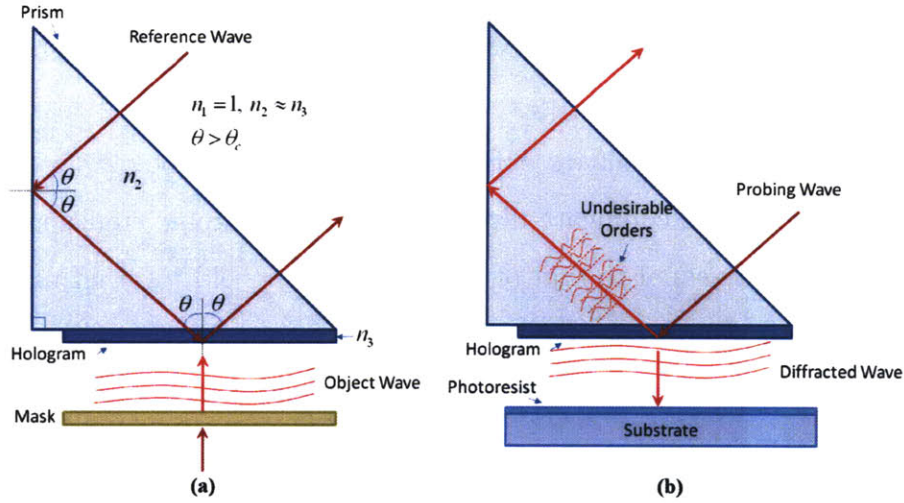 Prism
Reference Wave
n₁ = 1, n₂ ≈ n₃
θ > θc
θ
θ
n₂
θ θ
n₃
Hologram
Object Wave
Mask
(a)
Probing Wave
Undesirable
Orders
Hologram
Diffracted Wave
Photoresist
Substrate
(b)